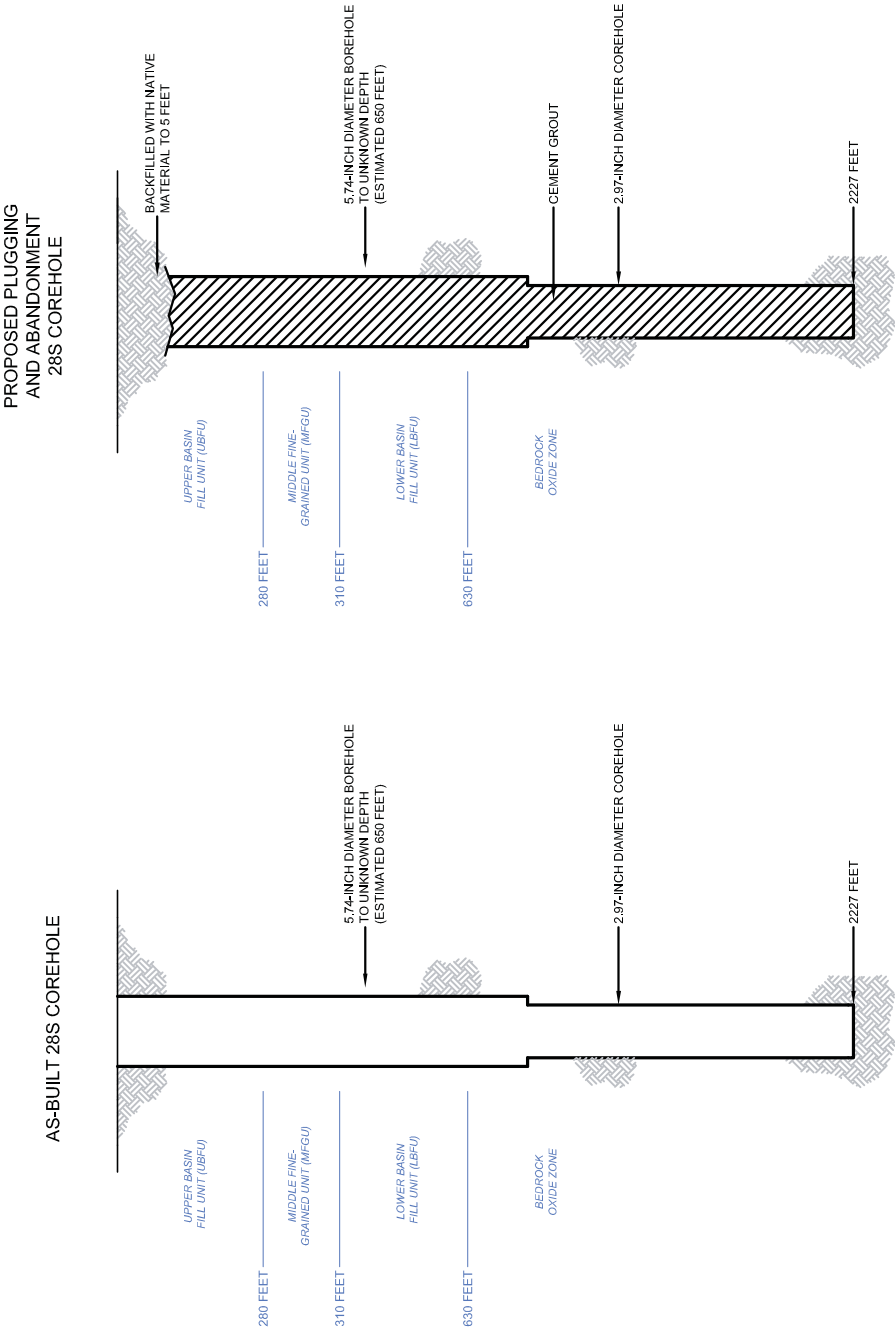 AS-BUILT 28S COREHOLE
UPPER BASIN
FILL UNIT (UBFU)
280 FEET
MIDDLE FINE-
GRAINED UNIT (MFGU)
310 FEET
LOWER BASIN
FILL UNIT (LBFU)
630 FEET
BEDROCK
OXIDE ZONE
5.74-INCH DIAMETER BOREHOLE
TO UNKNOWN DEPTH
(ESTIMATED 650 FEET)
2.97-INCH DIAMETER COREHOLE
2227 FEET
PROPOSED PLUGGING
AND ABANDONMENT
28S COREHOLE
UPPER BASIN
FILL UNIT (UBFU)
280 FEET
MIDDLE FINE-
GRAINED UNIT (MFGU)
310 FEET
LOWER BASIN
FILL UNIT (LBFU)
630 FEET
BEDROCK
OXIDE ZONE
BACKFILLED WITH NATIVE
MATERIAL TO 5 FEET
5.74-INCH DIAMETER BOREHOLE
TO UNKNOWN DEPTH
(ESTIMATED 650 FEET)
CEMENT GROUT
2.97-INCH DIAMETER COREHOLE
2227 FEET